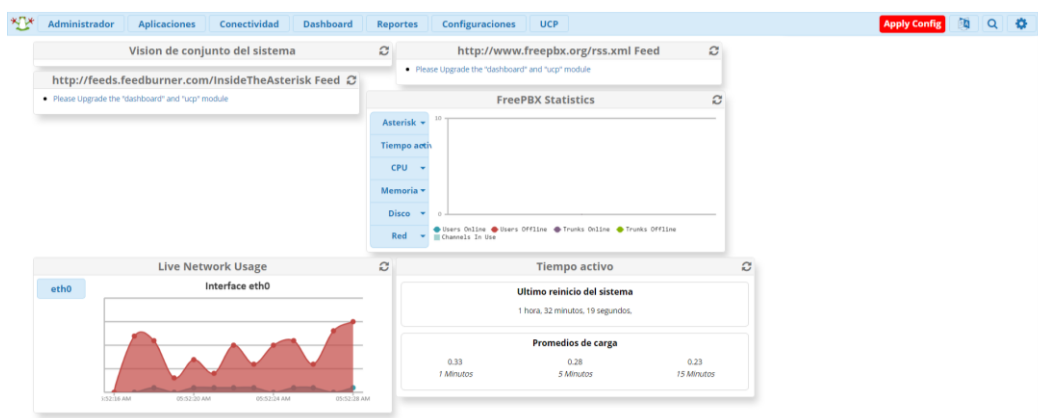 Administrador Aplicaciones Conectividad Dashboard Reportes Configuraciones UCP Apply Config
Vision de conjunto del sistema
http://www.freepbx.org/rss.xml Feed
Please Upgrade the "dashboard" and "ucp" module
http://feeds.feedburner.com/InsideTheAsterisk Feed
Please Upgrade the "dashboard" and "ucp" module
FreePBX Statistics
Asterisk
Tiempo activ
CPU
Memoria
Disco
Red
10
0
Users Online Users Offline Trunks Online Trunks Offline
Channels In Use
Live Network Usage
eth0
Interface eth0
05:52:20 AM 05:52:24 AM 05:52:28 AM
Tiempo activo
Ultimo reinicio del sistema
1 hora, 32 minutos, 19 segundos,
Promedios de carga
0.33 0.28 0.23
1 Minutos 5 Minutos 15 Minutos